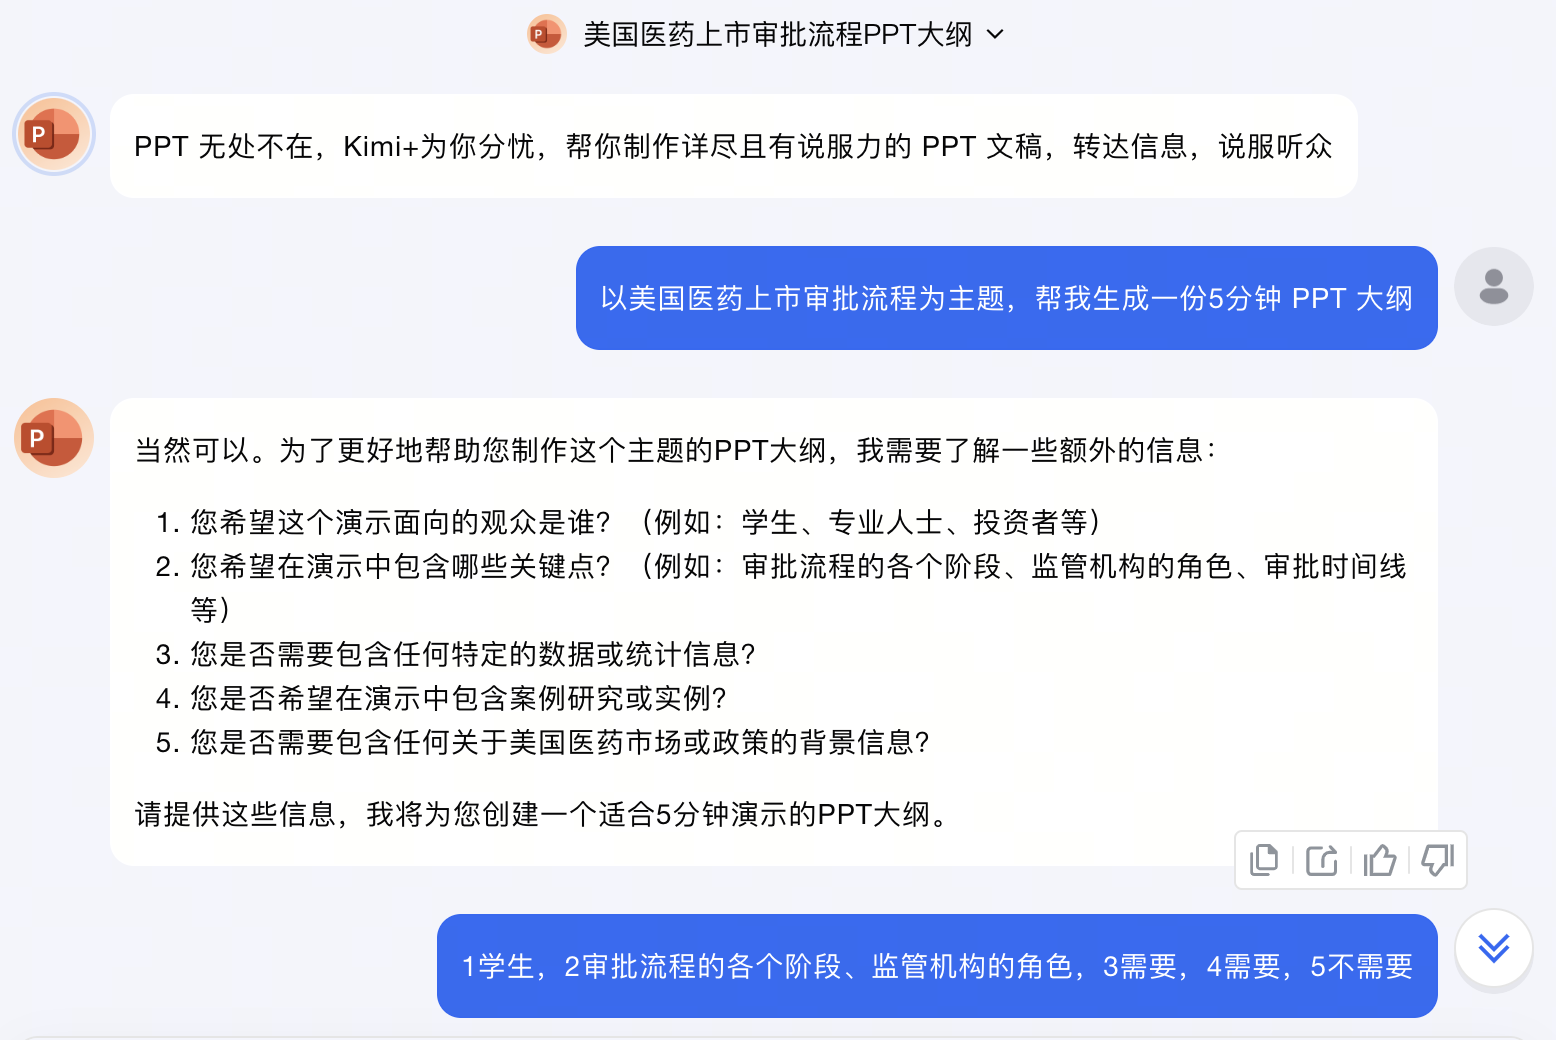 美国医药上市审批流程PPT大纲
PPT 无处不在，Kimi+为你分忧，帮你制作详尽且有说服力的 PPT 文稿，转达信息，说服听众
以美国医药上市审批流程为主题，帮我生成一份5分钟 PPT 大纲
当然可以。为了更好地帮助您制作这个主题的PPT大纲，我需要了解一些额外的信息：
1. 您希望这个演示面向的观众是谁？（例如：学生、专业人士、投资者等）
2. 您希望在演示中包含哪些关键点？（例如：审批流程的各个阶段、监管机构的角色、审批时间线
等）
3. 您是否需要包含任何特定的数据或统计信息？
4. 您是否希望在演示中包含案例研究或实例？
5. 您是否需要包含任何关于美国医药市场或政策的背景信息？
请提供这些信息，我将为您创建一个适合5分钟演示的PPT大纲。
1学生，2审批流程的各个阶段、监管机构的角色，3需要，4需要，5不需要